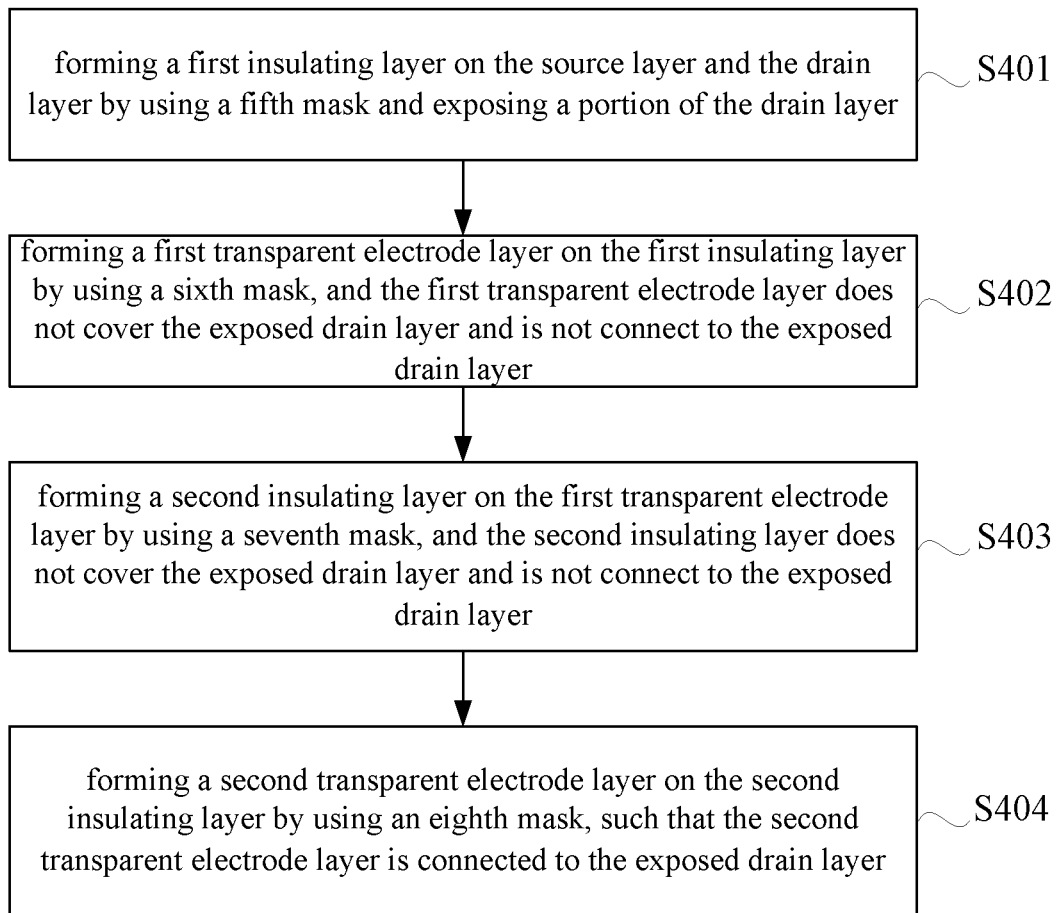 forming a first insulating layer on the source layer and the drain
layer by using a fifth mask and exposing a portion of the drain layer
S401
forming a first transparent electrode layer on the first insulating layer
by using a sixth mask, and the first transparent electrode layer does
not cover the exposed drain layer and is not connect to the exposed
drain layer
S402
forming a second insulating layer on the first transparent electrode
layer by using a seventh mask, and the second insulating layer does
not cover the exposed drain layer and is not connect to the exposed
drain layer
S403
forming a second transparent electrode layer on the second
insulating layer by using an eighth mask, such that the second
transparent electrode layer is connected to the exposed drain layer
S404